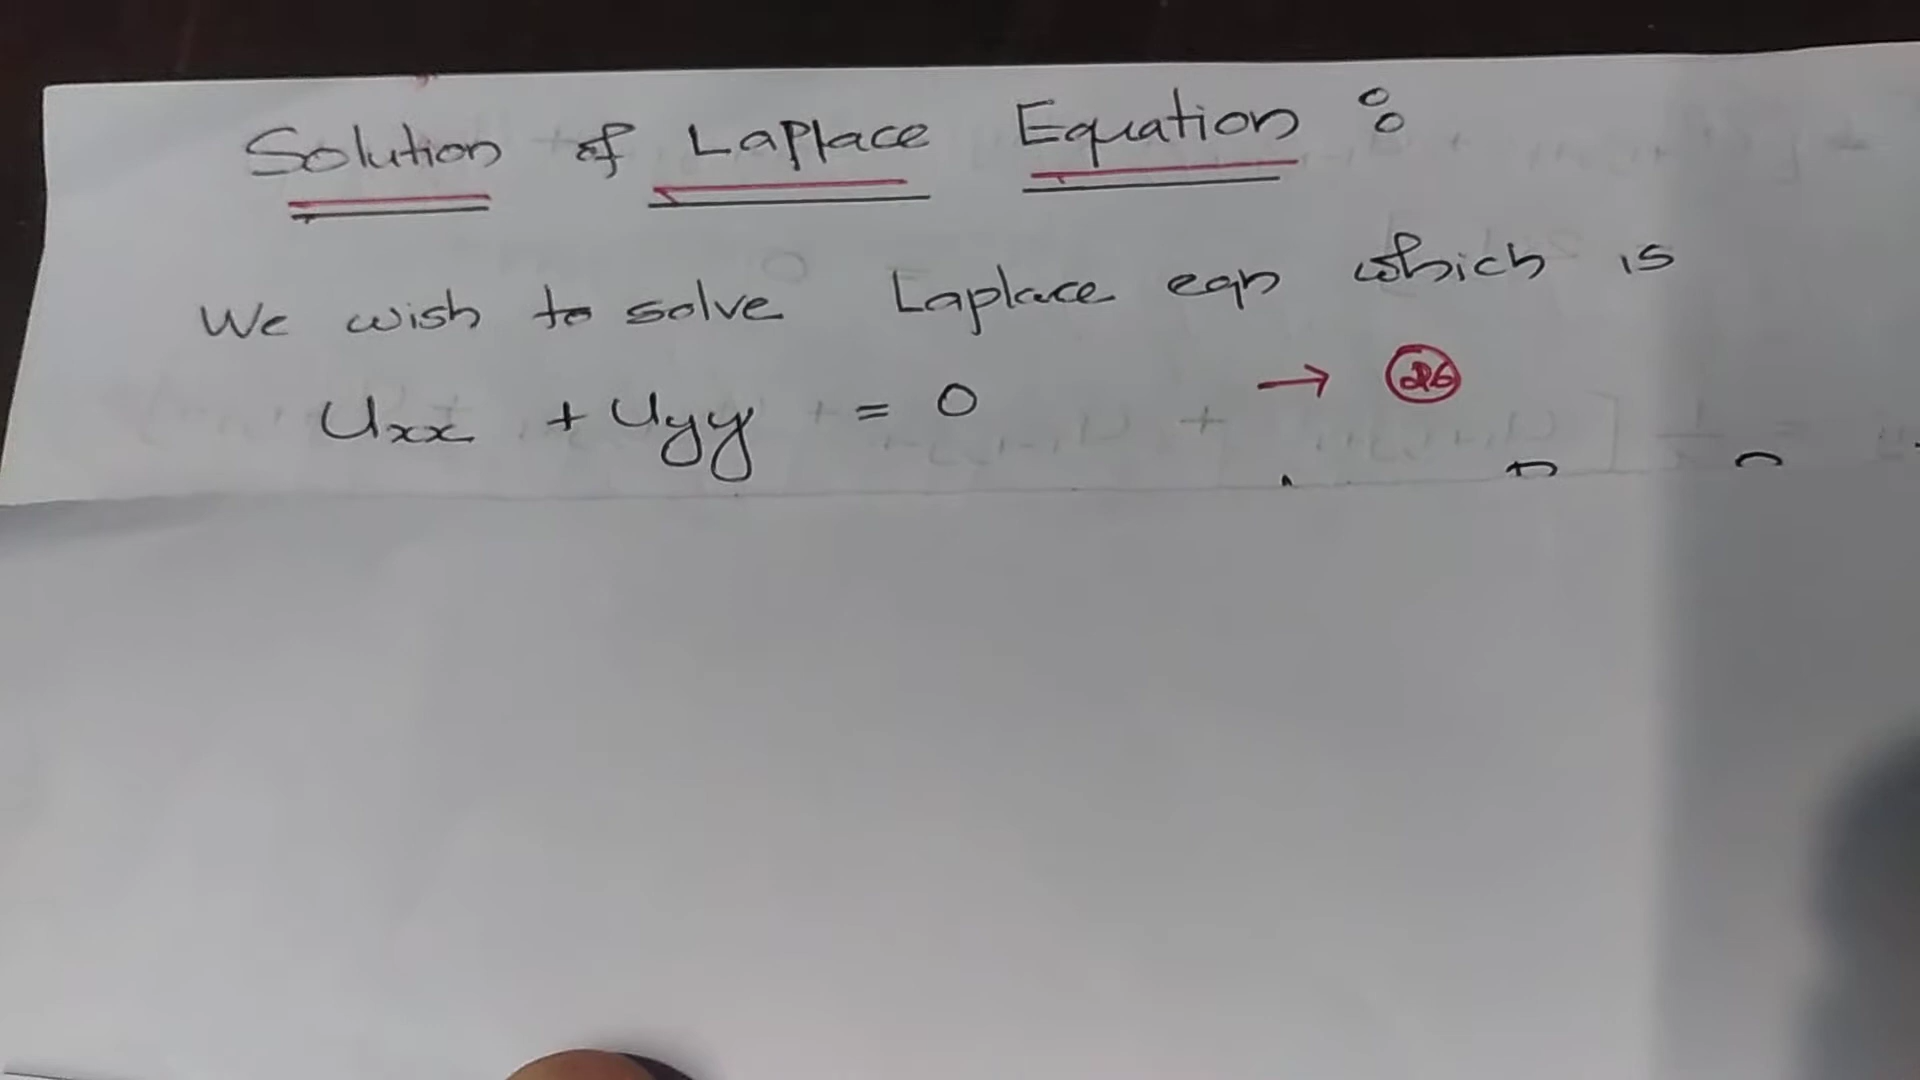 Solution of Laplace Equation :
We wish to solve Laplace eqn which is
Uxx + Uyy = 0 → 26